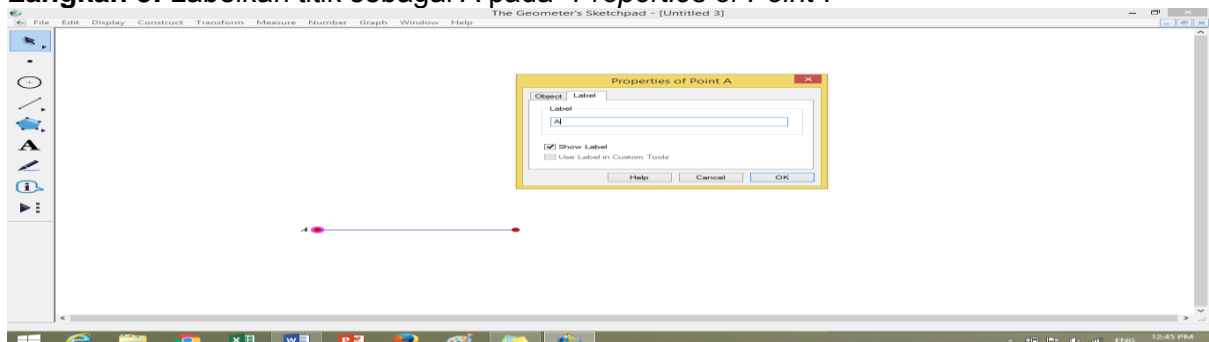 Langkah 3: Labelkan titik sebagai A pada "Properties of Point".
The Geometer's Sketchpad - [Untitled 3]
File Edit Display Construct Transform Measure Number Graph Window Help
Properties of Point A
Object Label
Label
A
Show Label
Use Label in Custom Tools
Help Cancel OK
A
A
ENG 12:45 PM